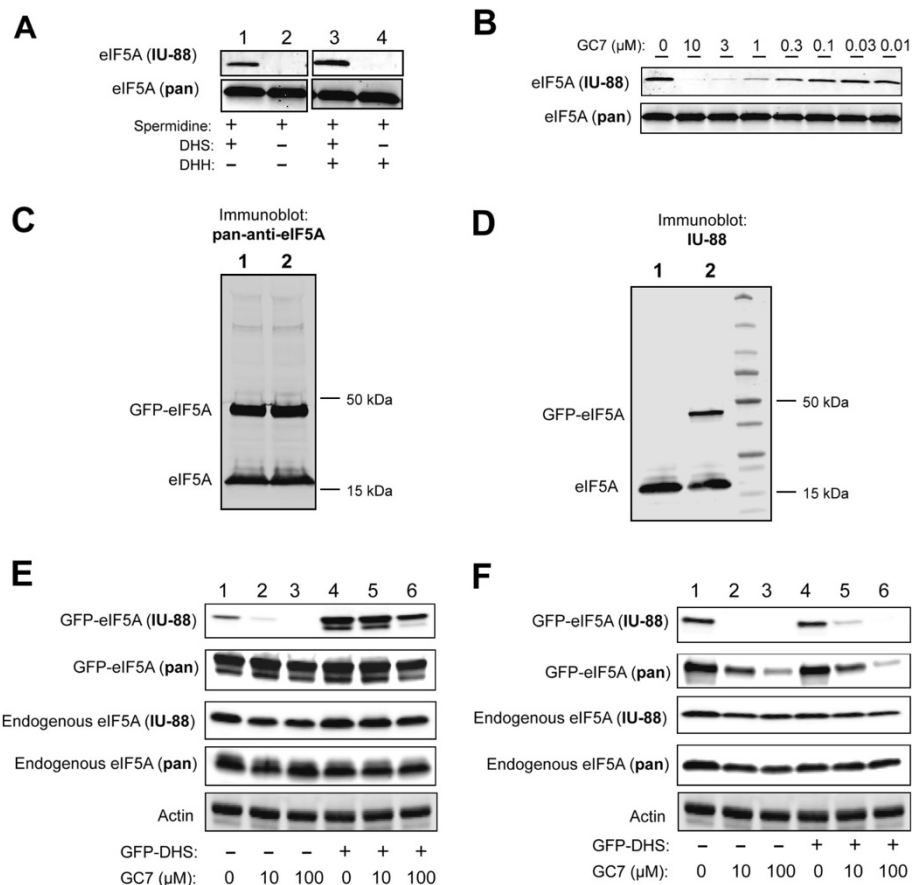 A
1 2 3 4
eIF5A (IU-88)
eIF5A (pan)
Spermidine: + + + +
DHS: + – + –
DHH: – – + +
B
GC7 (µM): 0 10 3 1 0.3 0.1 0.03 0.01
eIF5A (IU-88)
eIF5A (pan)
C
Immunoblot:
pan-anti-eIF5A
1 2
50 kDa
GFP-eIF5A
eIF5A
15 kDa
D
Immunoblot:
IU-88
1 2
50 kDa
GFP-eIF5A
eIF5A
15 kDa
E
1 2 3 4 5 6
GFP-eIF5A (IU-88)
GFP-eIF5A (pan)
Endogenous eIF5A (IU-88)
Endogenous eIF5A (pan)
Actin
GFP-DHS: – – – + + +
GC7 (µM): 0 10 100 0 10 100
F
1 2 3 4 5 6
GFP-eIF5A (IU-88)
GFP-eIF5A (pan)
Endogenous eIF5A (IU-88)
Endogenous eIF5A (pan)
Actin
GFP-DHS: – – – + + +
GC7 (µM): 0 10 100 0 10 100